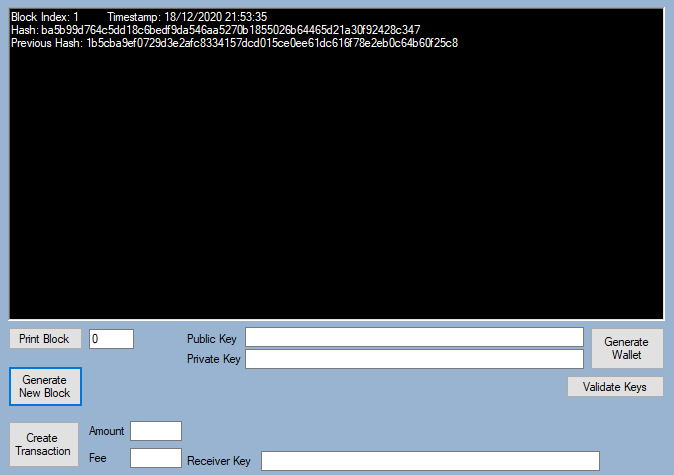 Block Index: 1 Timestamp: 18/12/2020 21:53:35
Hash: ba5b99d764c5dd18c6bedf9da546aa5270b1855026b64465d21a30f92428c347
Previous Hash: 1b5cba9ef0729d3e2afc8334157dcd015ce0ee61dc616f78e2eb0c64b60f25c8
Print Block
0
Public Key
Generate
Wallet
Private Key
Generate
New Block
Validate Keys
Create
Transaction
Amount
Fee
Receiver Key